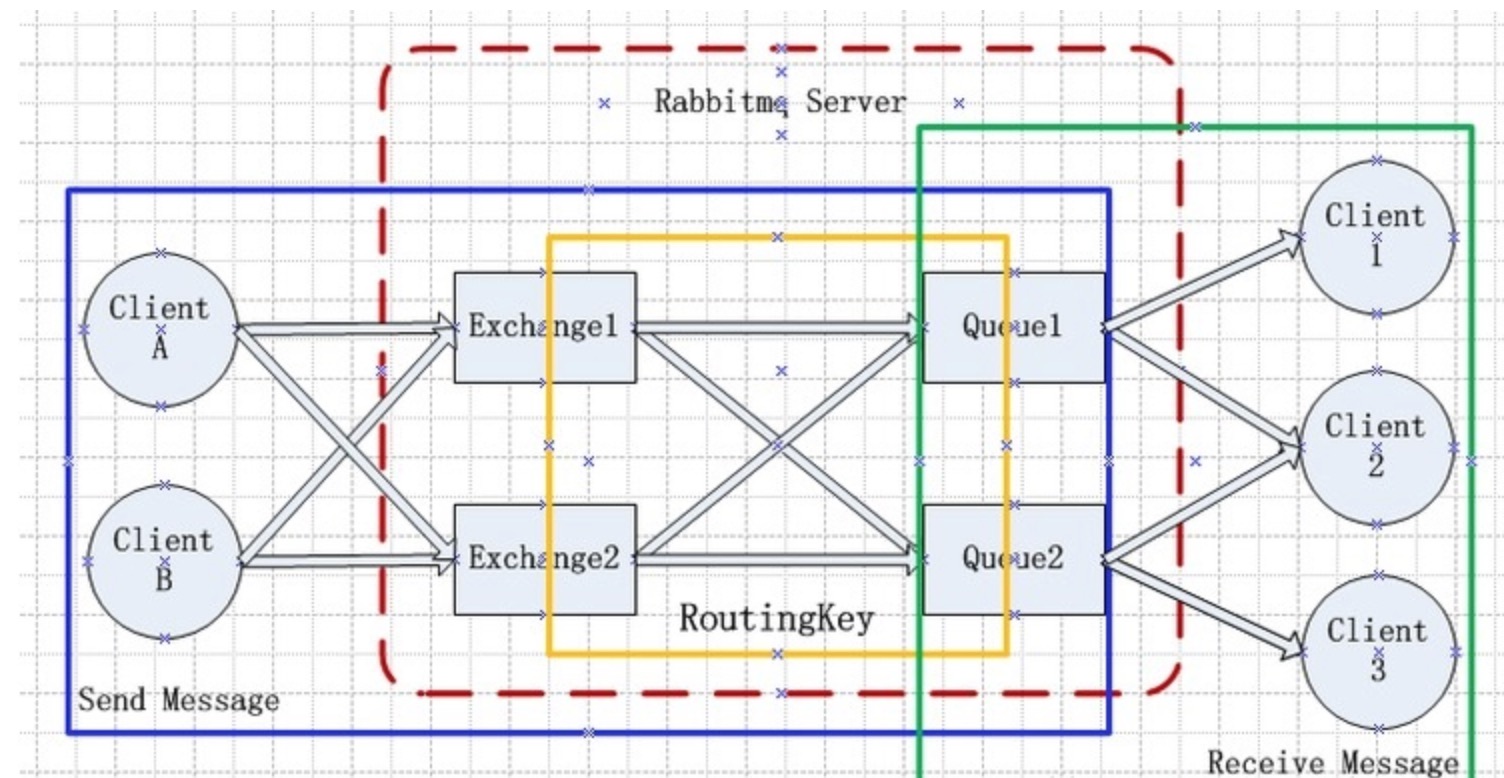 Rabbitmq Server
Client
A
Client
B
Exchange1
Exchange2
RoutingKey
Queue1
Queue2
Client
1
Client
2
Client
3
Send Message
Receive Message